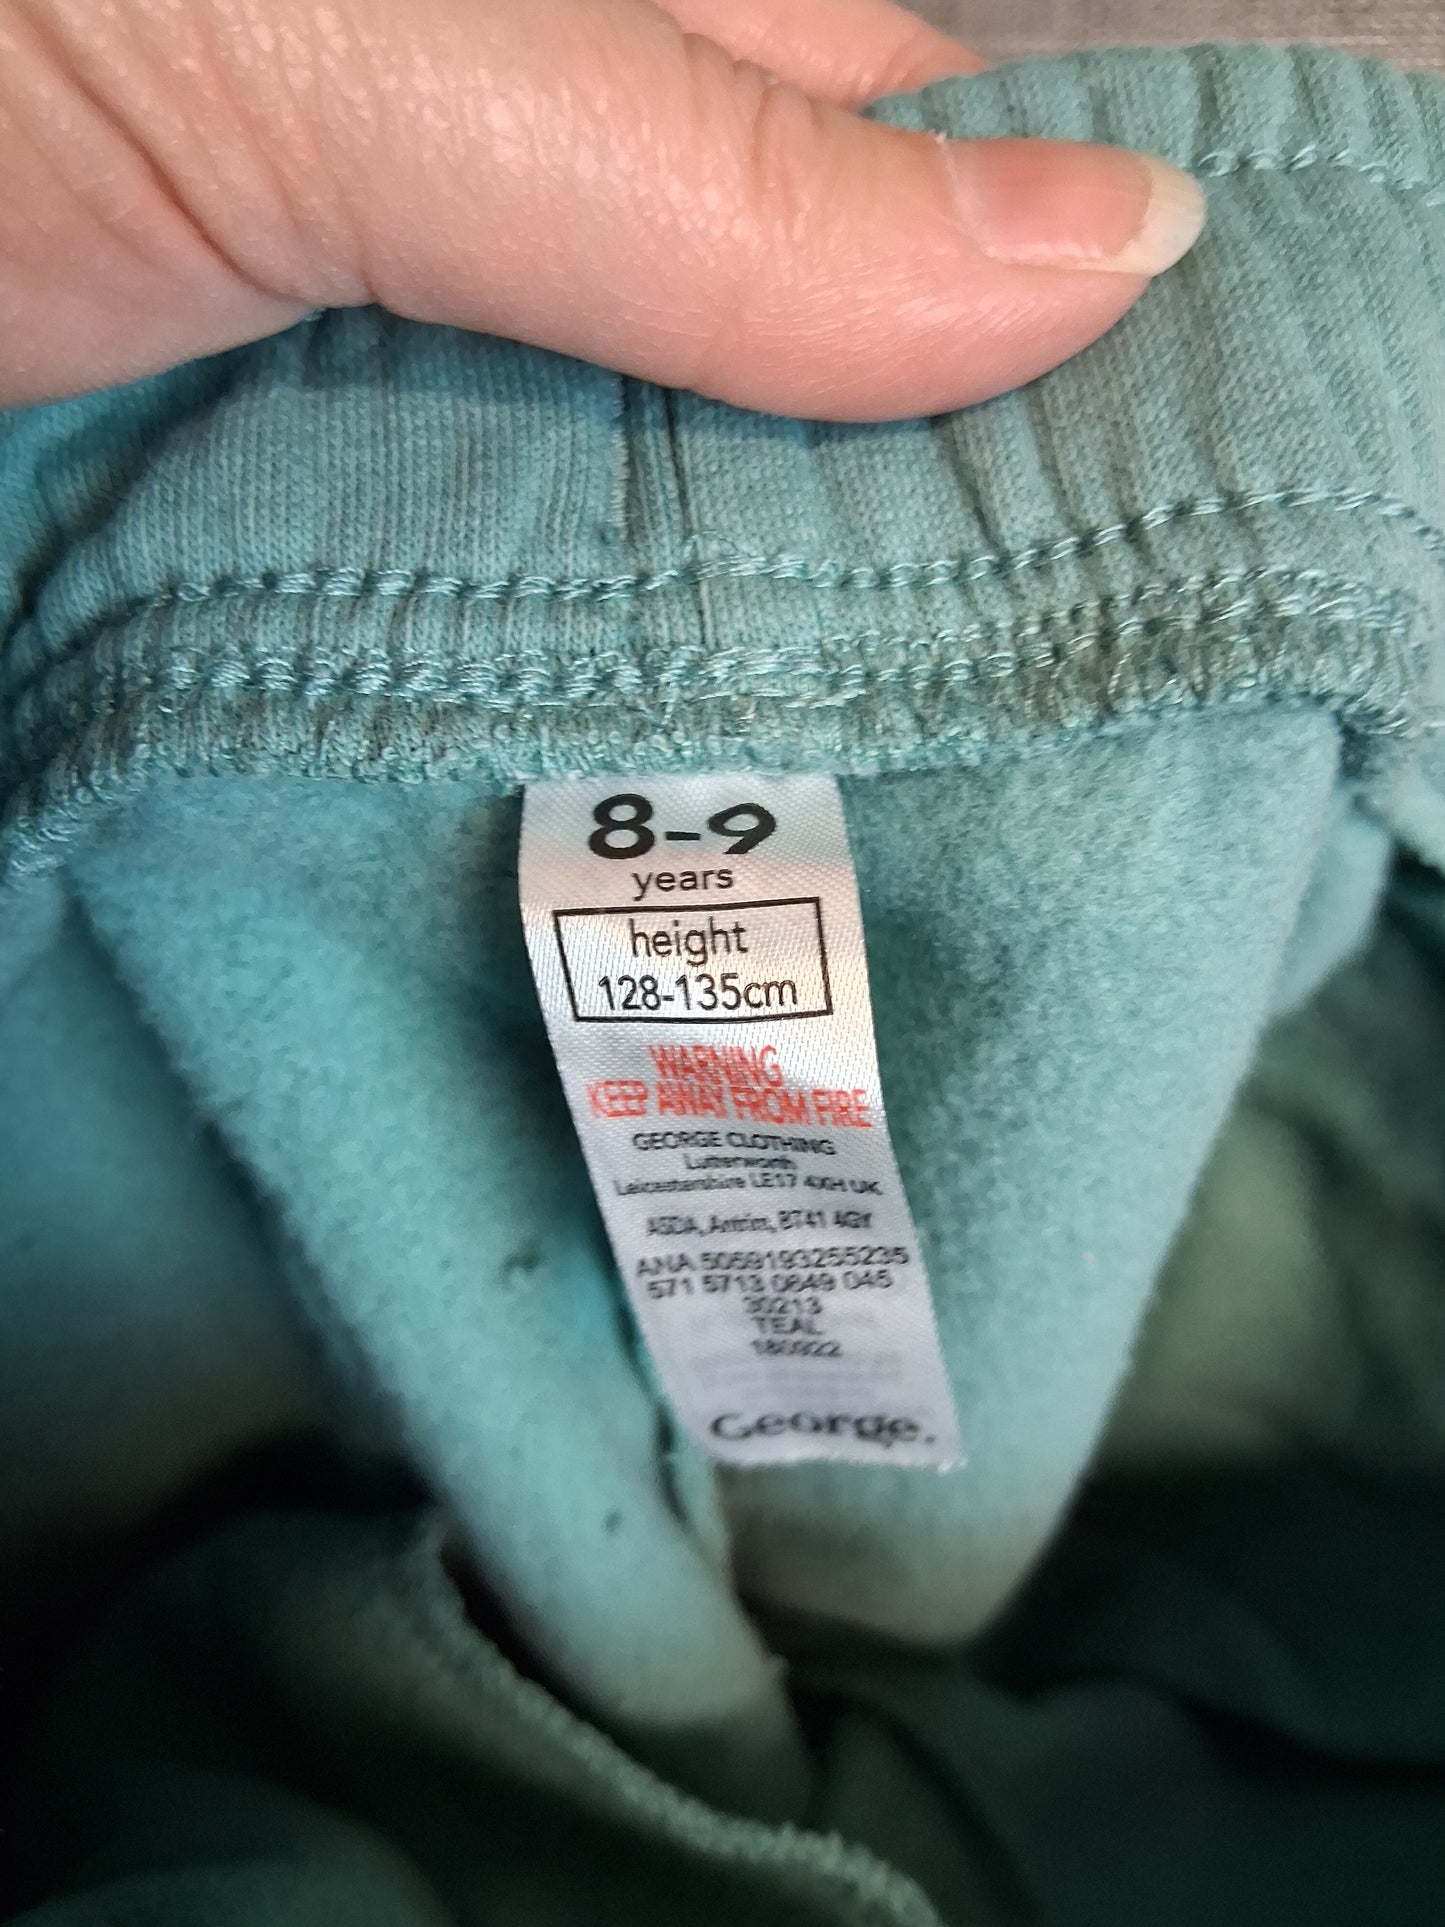 8-9
years
height
128-135cm
WARNING
KEEP AWAY FROM FIRE
GEORGE CLOTHING
Lutterworth
Leicestershire LE17 4XH UK
ASDA, Antrim, BT41 4GY
ANA 5059193255235
571 5713 0649 045
30213
TEAL
180922
George.